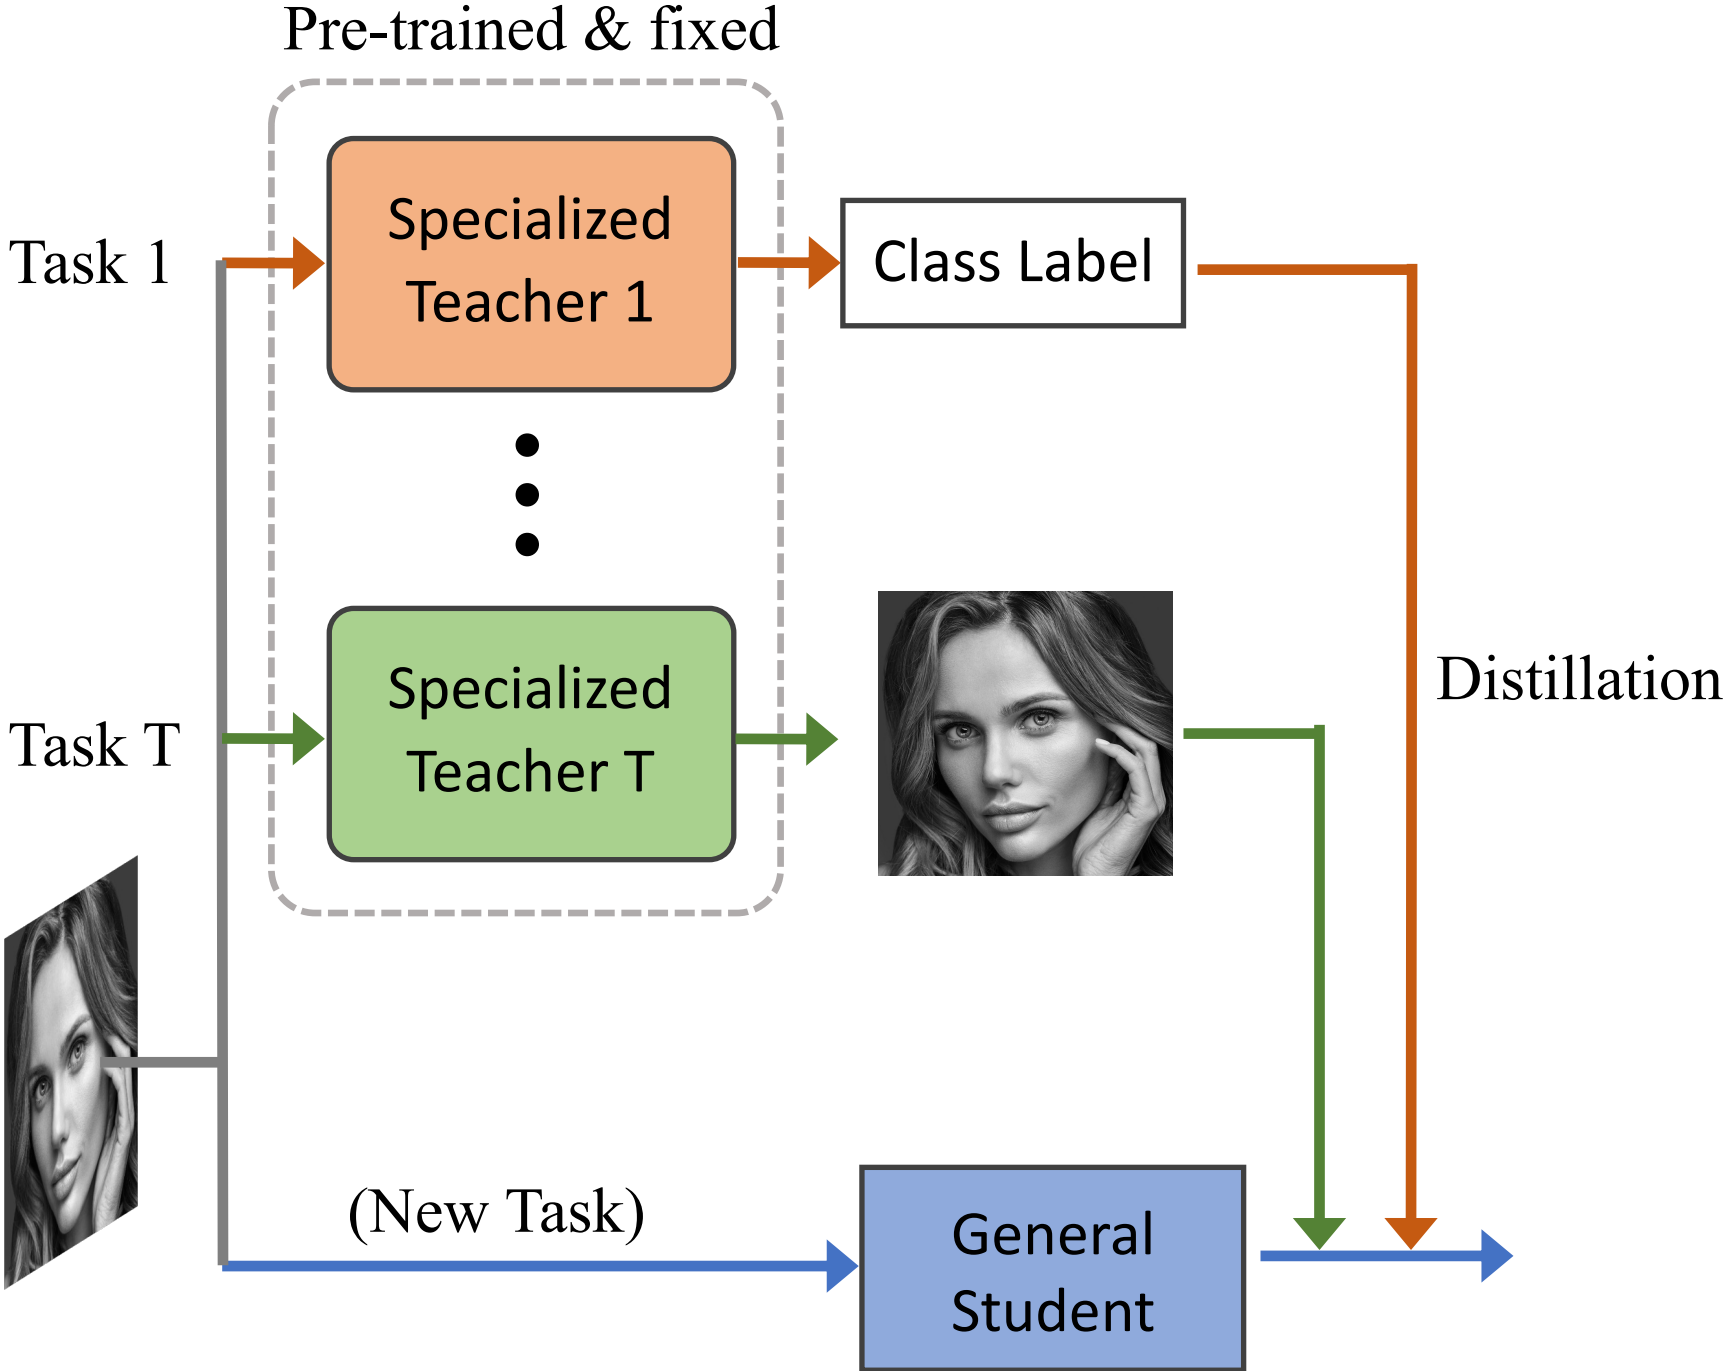 Pre-trained & fixed
Task 1
Specialized
Teacher 1
Class Label
Task T
Specialized
Teacher T
Distillation
(New Task)
General
Student